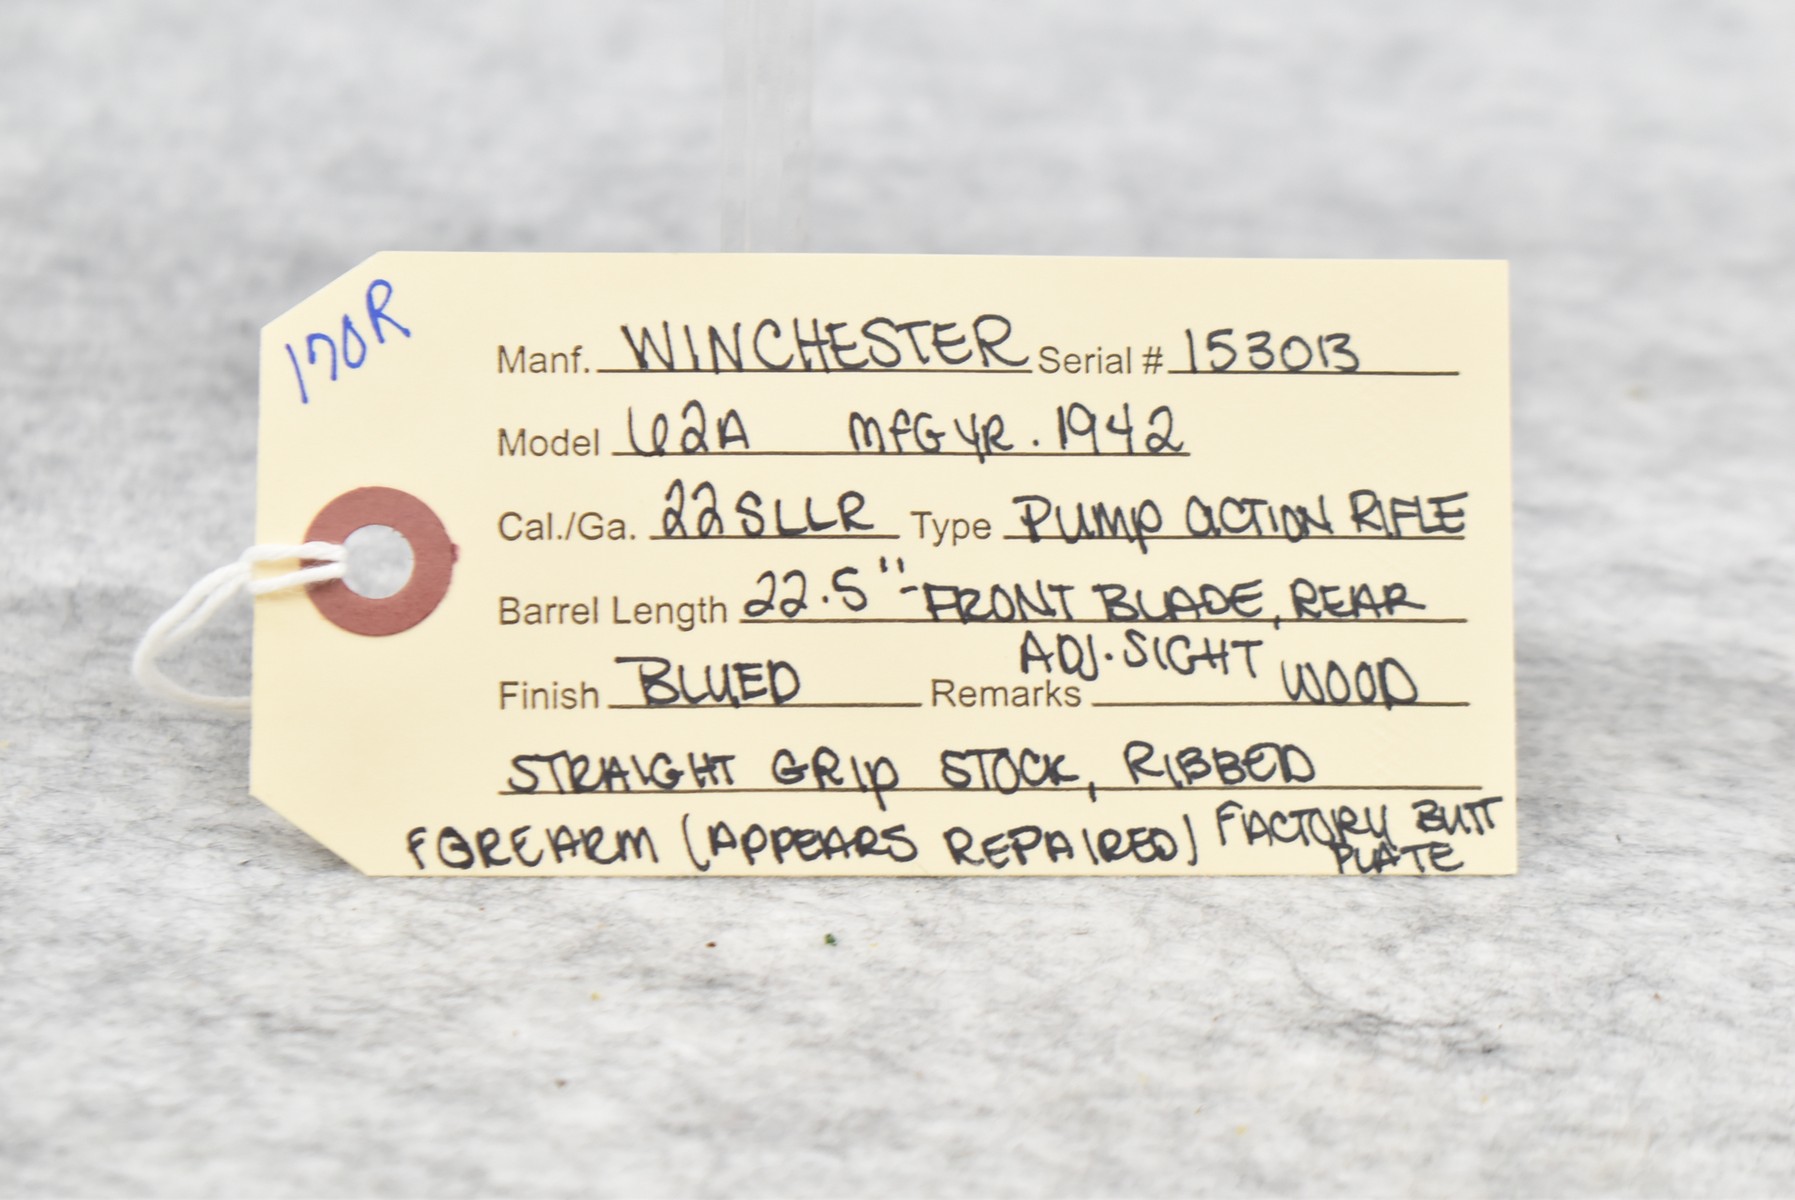 170R
Manf. WINCHESTER Serial # 153013
Model 62A MFG YR. 1942
Cal./Ga. 22SLLR Type PUMP ACTION RIFLE
Barrel Length 22.5"- FRONT BLADE, REAR
ADJ. SIGHT
Finish BLUED Remarks WOOD
STRAIGHT GRIP STOCK, RIBBED
FOREARM (APPEARS REPAIRED) FACTORY BUTT
PLATE